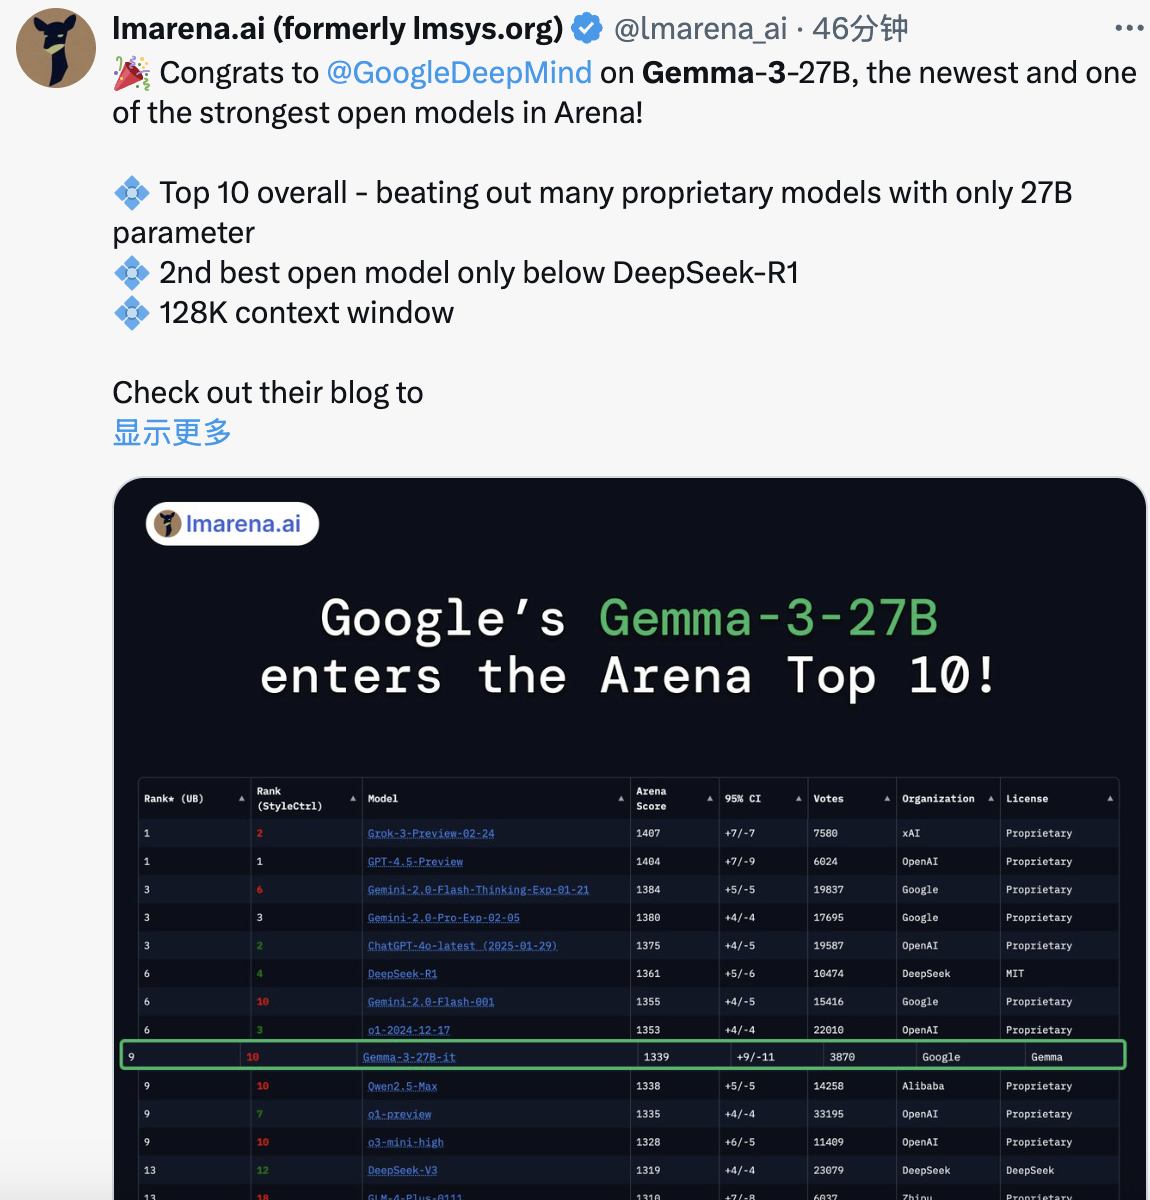 lmarena.ai (formerly lmsys.org) @lmarena_ai · 46分钟
🎉 Congrats to @GoogleDeepMind on Gemma-3-27B, the newest and one
of the strongest open models in Arena!
💠 Top 10 overall - beating out many proprietary models with only 27B
parameter
💠 2nd best open model only below DeepSeek-R1
💠 128K context window
Check out their blog to
显示更多
lmarena.ai
Google's Gemma-3-27B
enters the Arena Top 10!
Rank* (UB) Rank (StyleCtrl) Model Arena Score 95% CI Votes Organization License
1 2 Grok-3-Preview-02-24 1407 +7/-7 7580 xAI Proprietary
1 1 GPT-4.5-Preview 1404 +7/-9 6024 OpenAI Proprietary
3 6 Gemini-2.0-Flash-Thinking-Exp-01-21 1384 +5/-5 19837 Google Proprietary
3 3 Gemini-2.0-Pro-Exp-02-05 1380 +4/-4 17695 Google Proprietary
3 2 ChatGPT-4o-latest (2025-01-29) 1375 +4/-5 19587 OpenAI Proprietary
6 4 DeepSeek-R1 1361 +5/-6 10474 DeepSeek MIT
6 10 Gemini-2.0-Flash-001 1355 +4/-5 15416 Google Proprietary
6 3 o1-2024-12-17 1353 +4/-4 22010 OpenAI Proprietary
9 10 Gemma-3-27B-it 1339 +9/-11 3870 Google Gemma
9 10 Qwen2.5-Max 1338 +5/-5 14258 Alibaba Proprietary
9 7 o1-preview 1335 +4/-4 33195 OpenAI Proprietary
9 10 o3-mini-high 1328 +6/-5 11409 OpenAI Proprietary
13 12 DeepSeek-V3 1319 +4/-4 23079 DeepSeek DeepSeek
13 18 GLM-4-Plus-0111 1310 +7/-8 6037 Zhipu Proprietary